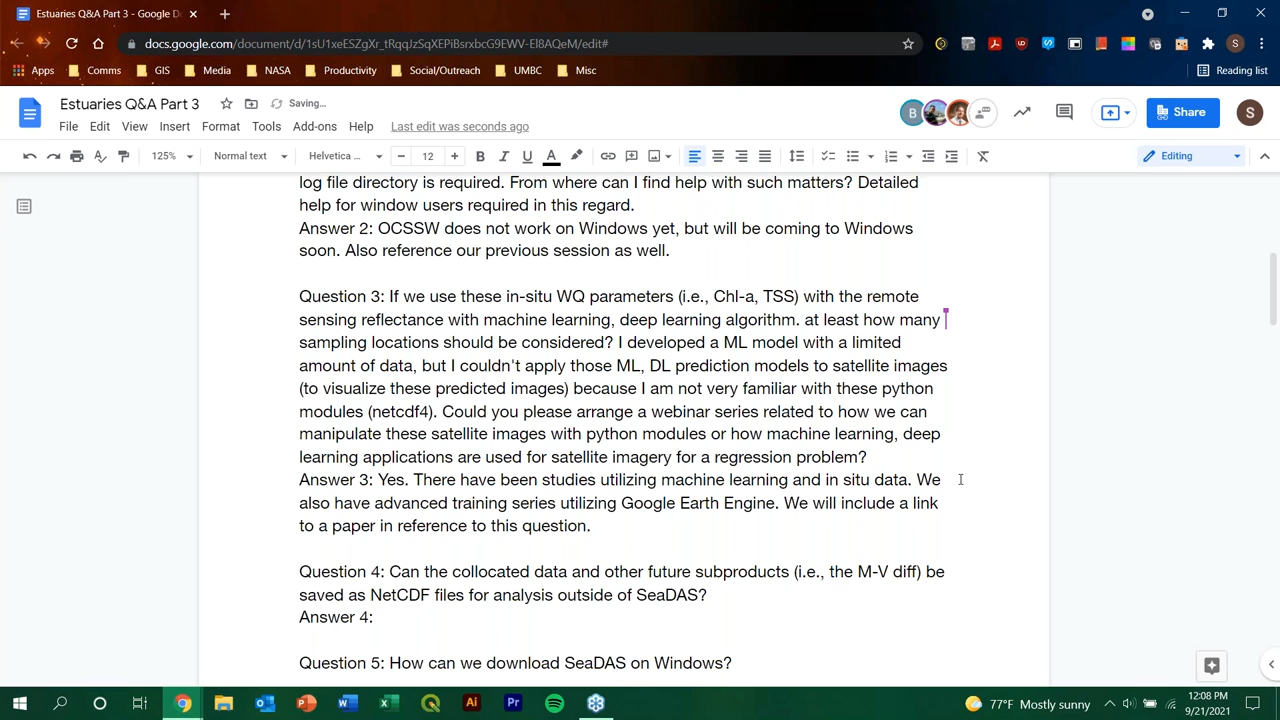 Estuaries Q&A Part 3 - Google D
docs.google.com/document/d/1sU1xeESZgXr_tRqqJzSqXEPiBsrxbcG9EWV-El8AQeM/edit#
S
Apps Comms GIS Media NASA Productivity Social/Outreach UMBC Misc Reading list
Estuaries Q&A Part 3 Saving...
B Share S
File Edit View Insert Format Tools Add-ons Help Last edit was seconds ago
125% Normal text Helvetica ... 12 B I U A Editing
log file directory is required. From where can I find help with such matters? Detailed
help for window users required in this regard.
Answer 2: OCSSW does not work on Windows yet, but will be coming to Windows
soon. Also reference our previous session as well.
Question 3: If we use these in-situ WQ parameters (i.e., Chl-a, TSS) with the remote
sensing reflectance with machine learning, deep learning algorithm. at least how many
sampling locations should be considered? I developed a ML model with a limited
amount of data, but I couldn't apply those ML, DL prediction models to satellite images
(to visualize these predicted images) because I am not very familiar with these python
modules (netcdf4). Could you please arrange a webinar series related to how we can
manipulate these satellite images with python modules or how machine learning, deep
learning applications are used for satellite imagery for a regression problem?
Answer 3: Yes. There have been studies utilizing machine learning and in situ data. We
also have advanced training series utilizing Google Earth Engine. We will include a link
to a paper in reference to this question.
Question 4: Can the collocated data and other future subproducts (i.e., the M-V diff) be
saved as NetCDF files for analysis outside of SeaDAS?
Answer 4:
Question 5: How can we download SeaDAS on Windows?
77°F Mostly sunny 12:08 PM
9/21/2021